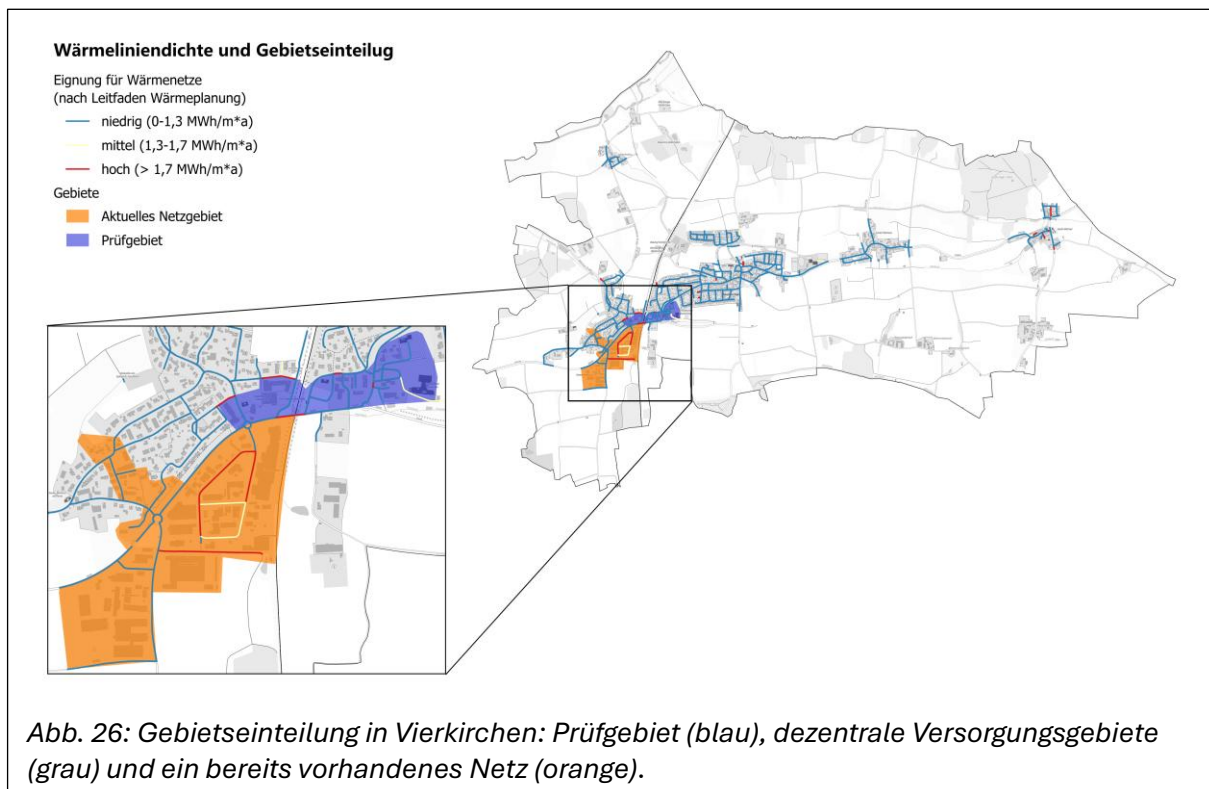 Wärmeliniendichte und Gebietseinteilug
Eignung für Wärmenetze
(nach Leitfaden Wärmeplanung)
niedrig (0-1,3 MWh/m*a)
mittel (1,3-1,7 MWh/m*a)
hoch (> 1,7 MWh/m*a)
Gebiete
Aktuelles Netzgebiet
Prüfgebiet
Abb. 26: Gebietseinteilung in Vierkirchen: Prüfgebiet (blau), dezentrale Versorgungsgebiete
(grau) und ein bereits vorhandenes Netz (orange).